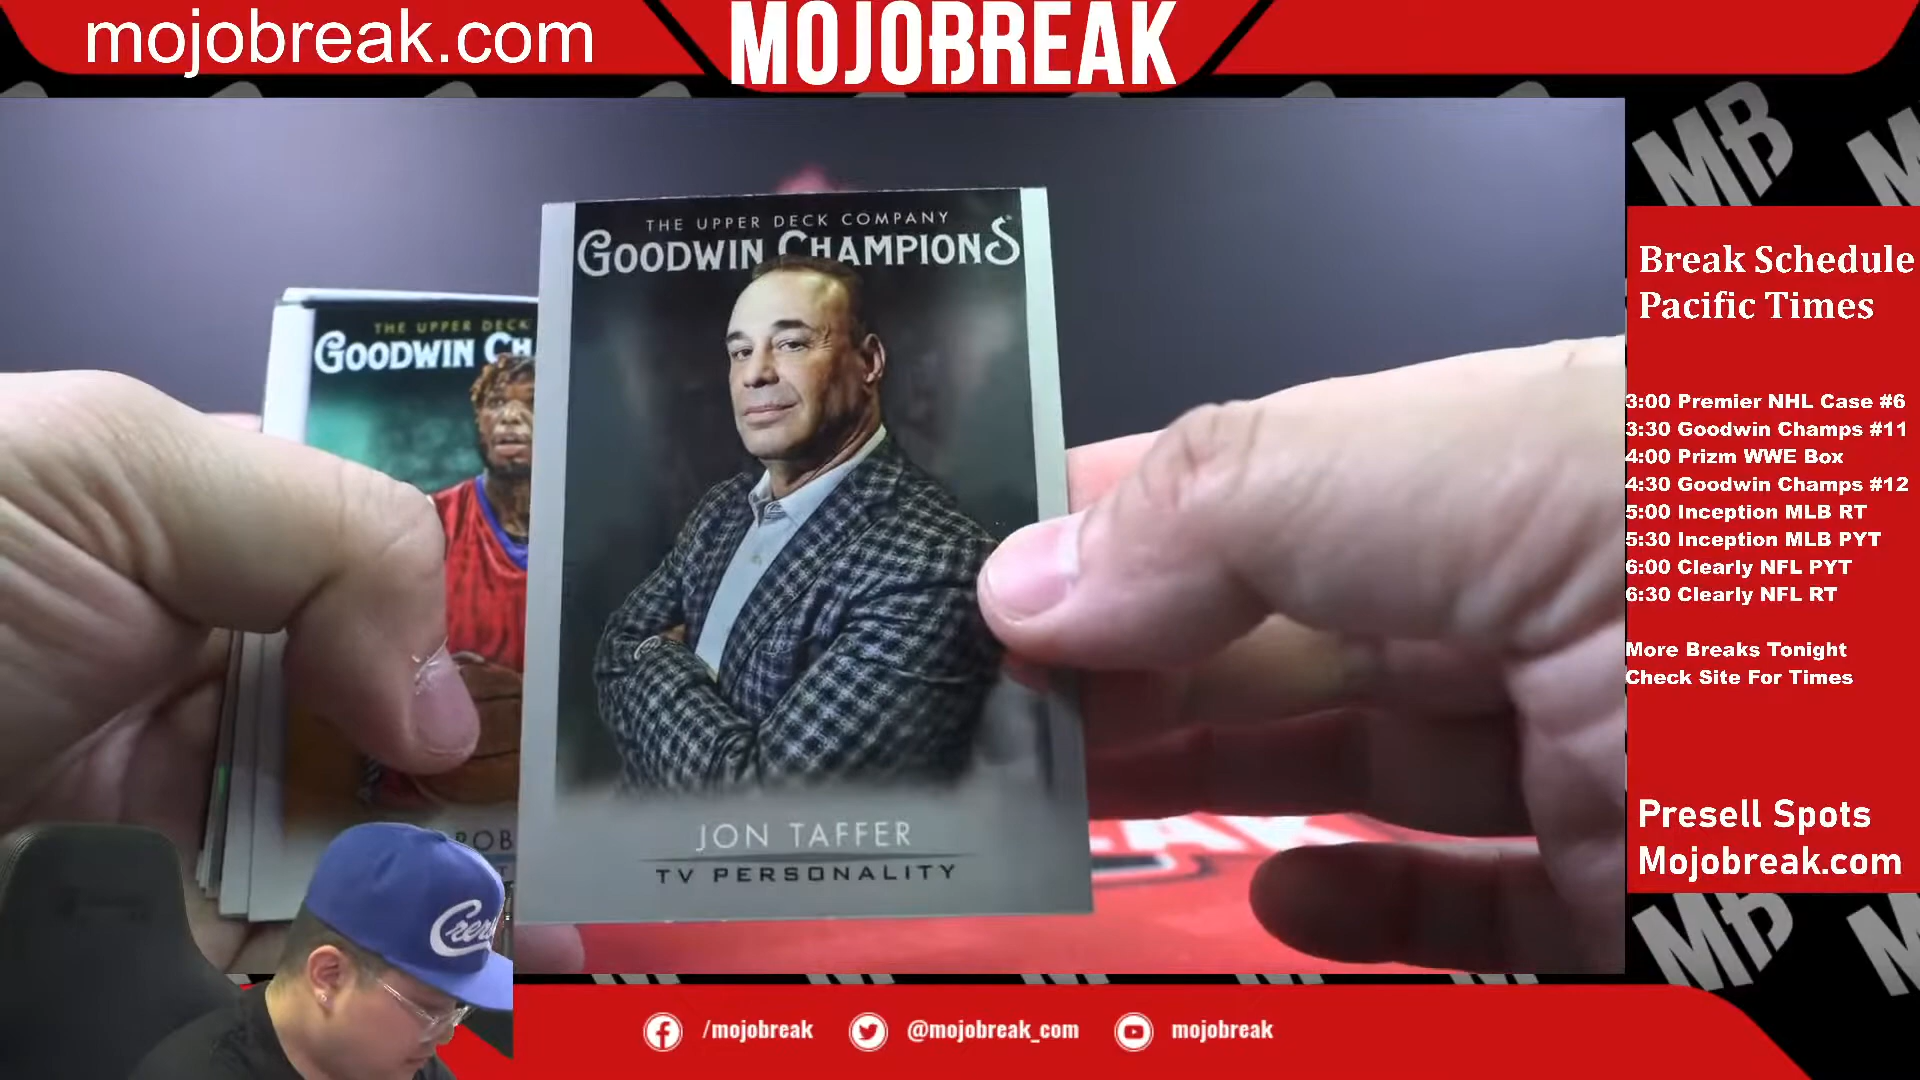 mojobreak.com
MOJOBREAK
MB
THE UPPER DECK COMPANY
GOODWIN CHAMPIONS
THE UPPER DECK
GOODWIN CH
JON TAFFER
TV PERSONALITY
Break Schedule
Pacific Times
3:00 Premier NHL Case #6
3:30 Goodwin Champs #11
4:00 Prizm WWE Box
4:30 Goodwin Champs #12
5:00 Inception MLB RT
5:30 Inception MLB PYT
6:00 Clearly NFL PYT
6:30 Clearly NFL RT
More Breaks Tonight
Check Site For Times
Presell Spots
Mojobreak.com
MB
/mojobreak
@mojobreak_com
mojobreak